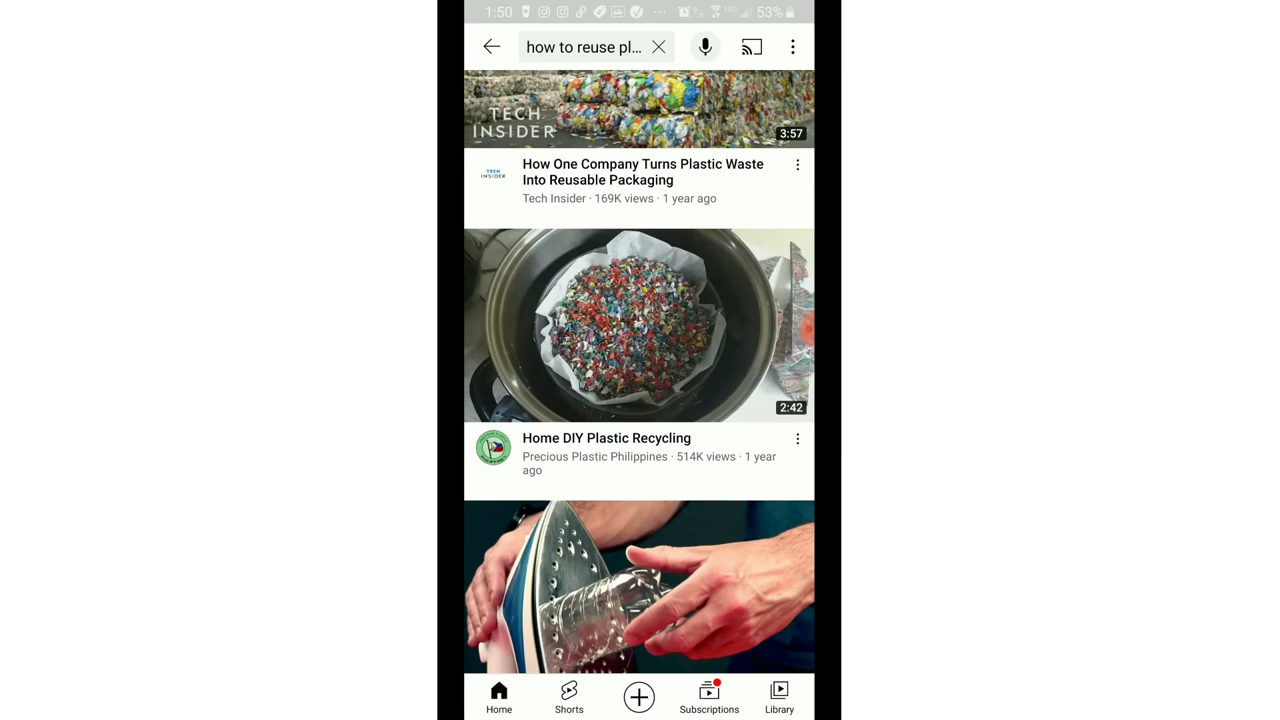 1:50
53%
how to reuse pl...
TECH
INSIDER
3:57
How One Company Turns Plastic Waste
Into Reusable Packaging
TECH
INSIDER
Tech Insider · 169K views · 1 year ago
2:42
Home DIY Plastic Recycling
Precious Plastic Philippines · 514K views · 1 year
ago
Home
Shorts
Subscriptions
Library